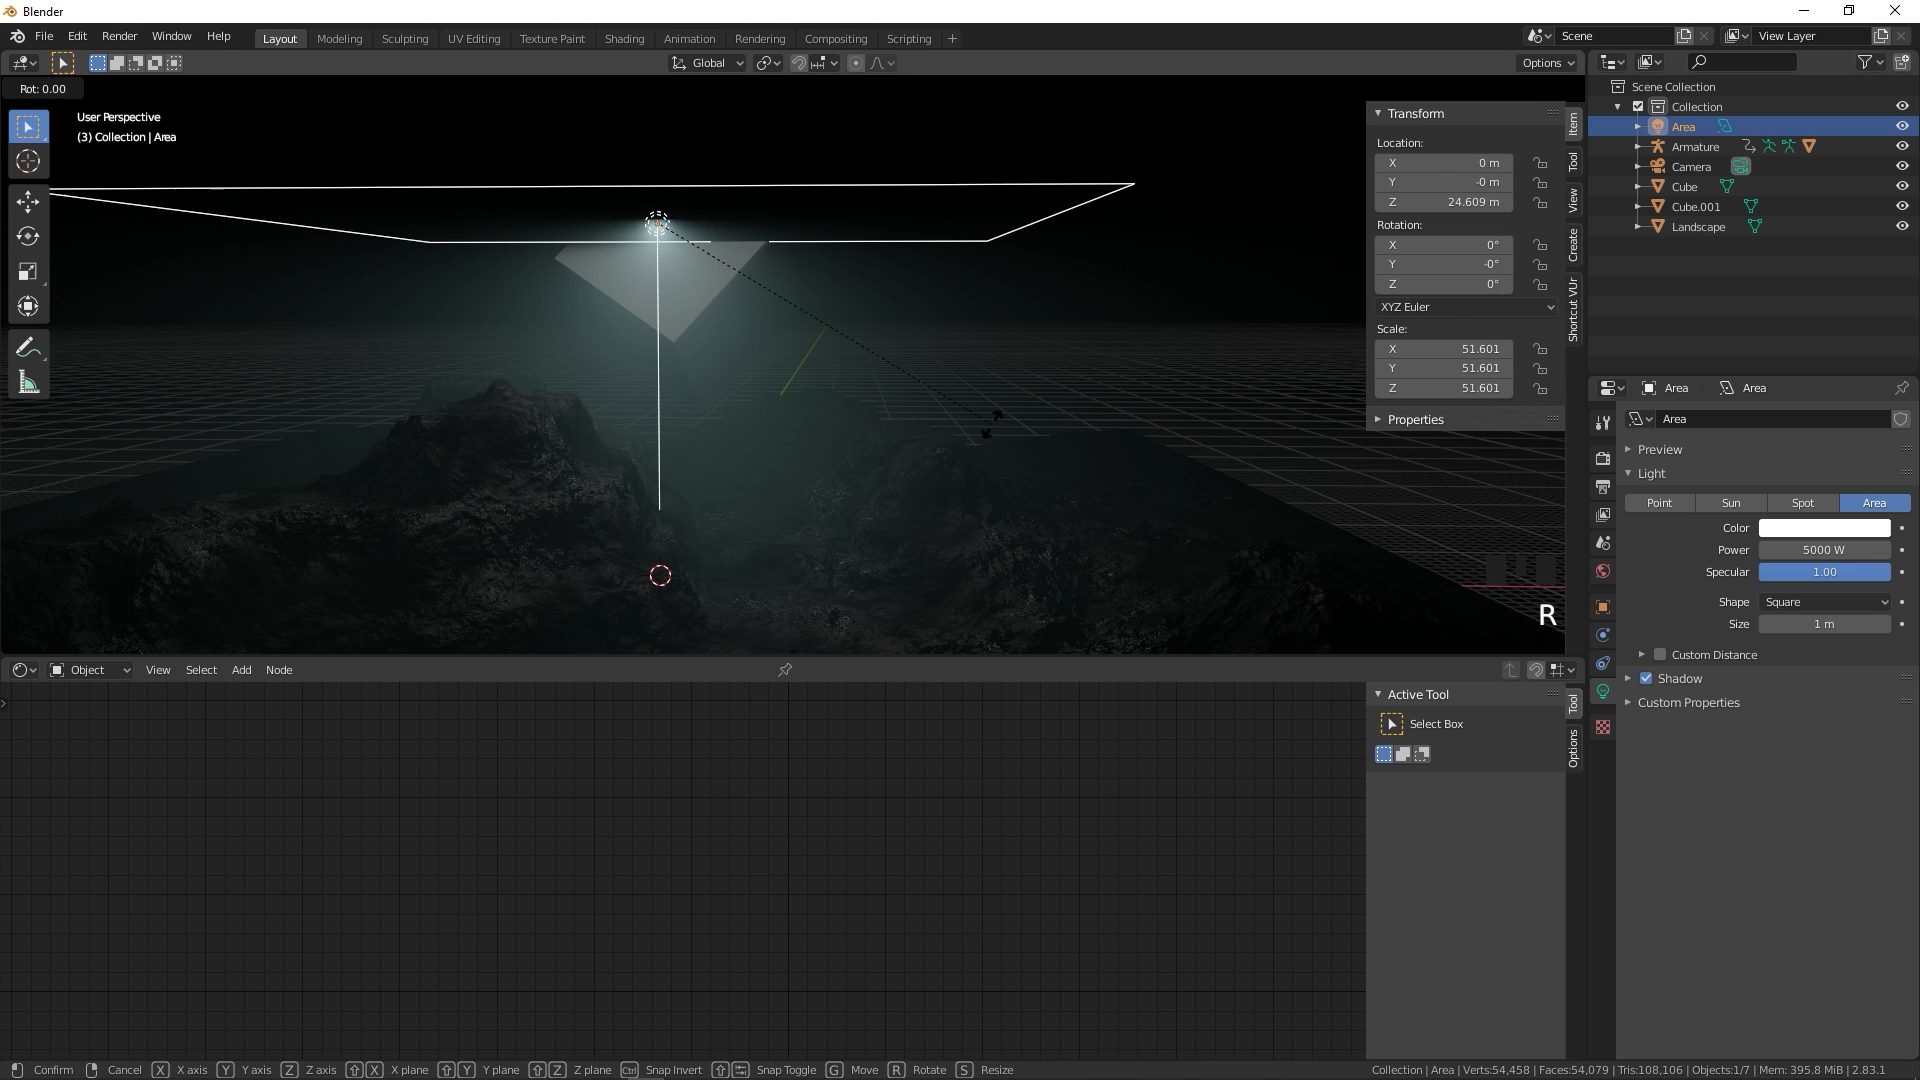 Blender
File Edit Render Window Help
Layout Modeling Sculpting UV Editing Texture Paint Shading Animation Rendering Compositing Scripting +
Scene
View Layer
Global
Options
Rot: 0.00
User Perspective
(3) Collection | Area
Transform
Location:
X 0 m
Y -0 m
Z 24.609 m
Rotation:
X 0°
Y -0°
Z 0°
XYZ Euler
Scale:
X 51.601
Y 51.601
Z 51.601
Properties
Item
Tool
View
Create
Shortcut VUr
R
Scene Collection
Collection
Area
Armature
Camera
Cube
Cube.001
Landscape
Area Area
Area
Preview
Light
Point Sun Spot Area
Color
Power 5000 W
Specular 1.00
Shape Square
Size 1 m
Custom Distance
Shadow
Custom Properties
Object View Select Add Node
Active Tool
Select Box
Tool
Options
Confirm Cancel X X axis Y Y axis Z Z axis X X plane Y Y plane Z Z plane Ctrl Snap Invert Snap Toggle G Move R Rotate S Resize
Collection | Area | Verts:54,458 | Faces:54,079 | Tris:108,106 | Objects:1/7 | Mem: 395.8 MiB | 2.83.1